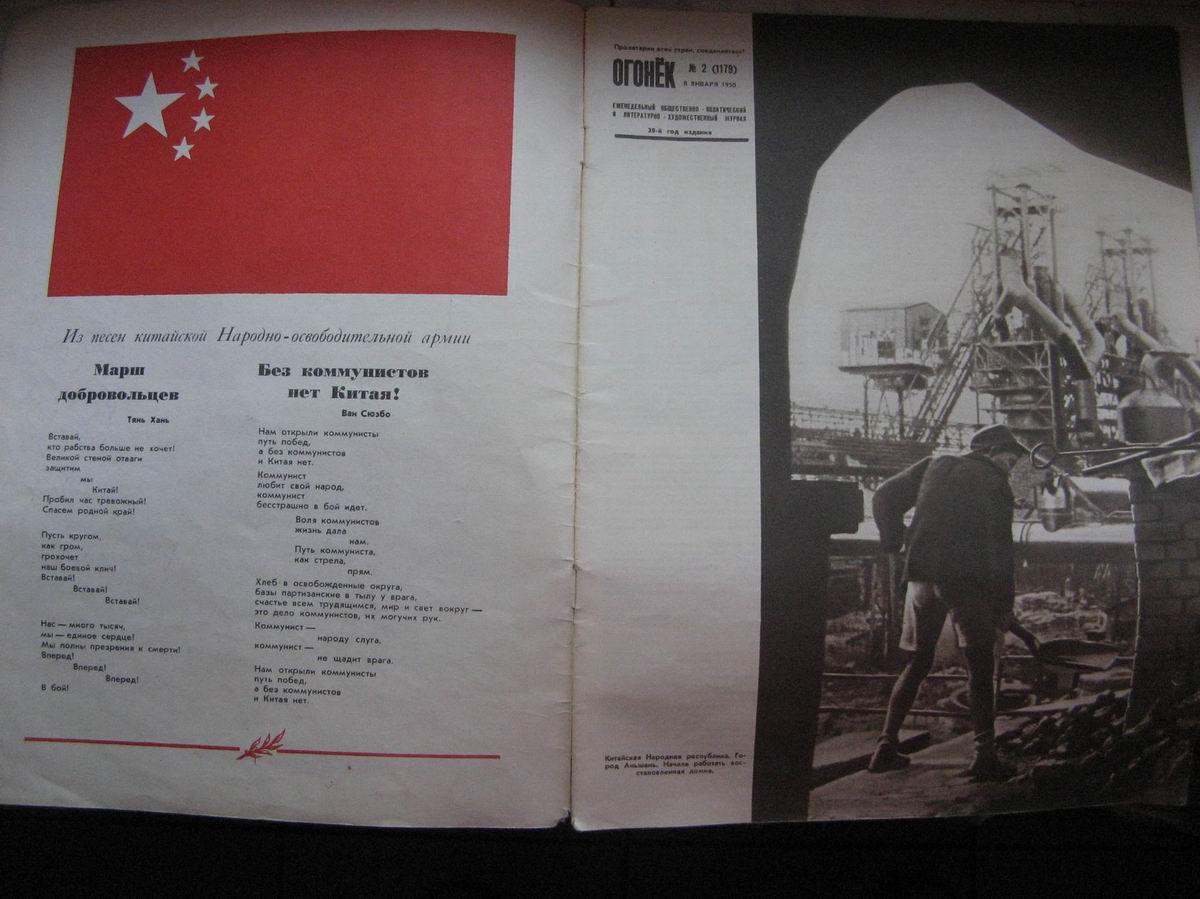 Из песен китайской Народно-освободительной армии
Марш
добровольцев
Тянь Хань
Вставай,
кто рабства больше не хочет!
Великой стеной отваги
защитим
мы
Китай!
Пробил час тревожный!
Спасем родной край!
Пусть кругом,
как гром,
грохочет
наш боевой клич!
Вставай!
Вставай!
Вставай!
Нас — много тысяч,
мы — единое сердце!
Мы полны презрения к смерти!
Вперед!
Вперед!
Вперед!
В бой!
Без коммунистов
нет Китая!
Ван Сюэбо
Нам открыли коммунисты
путь побед,
а без коммунистов
и Китая нет.
Коммунист
любит свой народ,
коммунист
бесстрашно в бой идет.
Воля коммунистов
жизнь дала
нам.
Путь коммуниста,
как стрела,
прям.
Хлеб в освобожденные округа,
базы партизанские в тылу у врага,
счастье всем трудящимся, мир и свет вокруг —
это дело коммунистов, их могучих рук.
Коммунист —
народу слуга,
коммунист —
не щадит врага.
Нам открыли коммунисты
путь побед,
а без коммунистов
и Китая нет.
Пролетарии всех стран, соединяйтесь!
ОГОНЁК № 2 (1179)
8 ЯНВАРЯ 1950
ЕЖЕНЕДЕЛЬНЫЙ ОБЩЕСТВЕННО-ПОЛИТИЧЕСКИЙ
И ЛИТЕРАТУРНО-ХУДОЖЕСТВЕННЫЙ ЖУРНАЛ
28-й год издания
Китайская Народная республика. Го-
род Аньшань. Начала работать вос-
становленная домна.